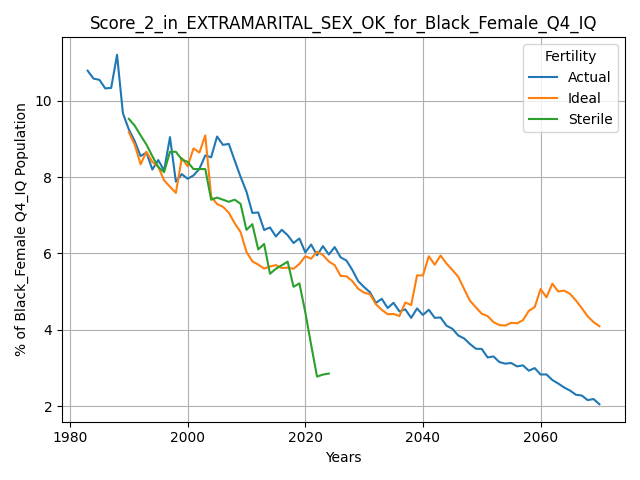 Score_2_in_EXTRAMARITAL_SEX_OK_for_Black_Female_Q4_IQ
Fertility
Actual
Ideal
Sterile
% of Black_Female Q4_IQ Population
10
8
6
4
2
1980
2000
2020
2040
2060
Years